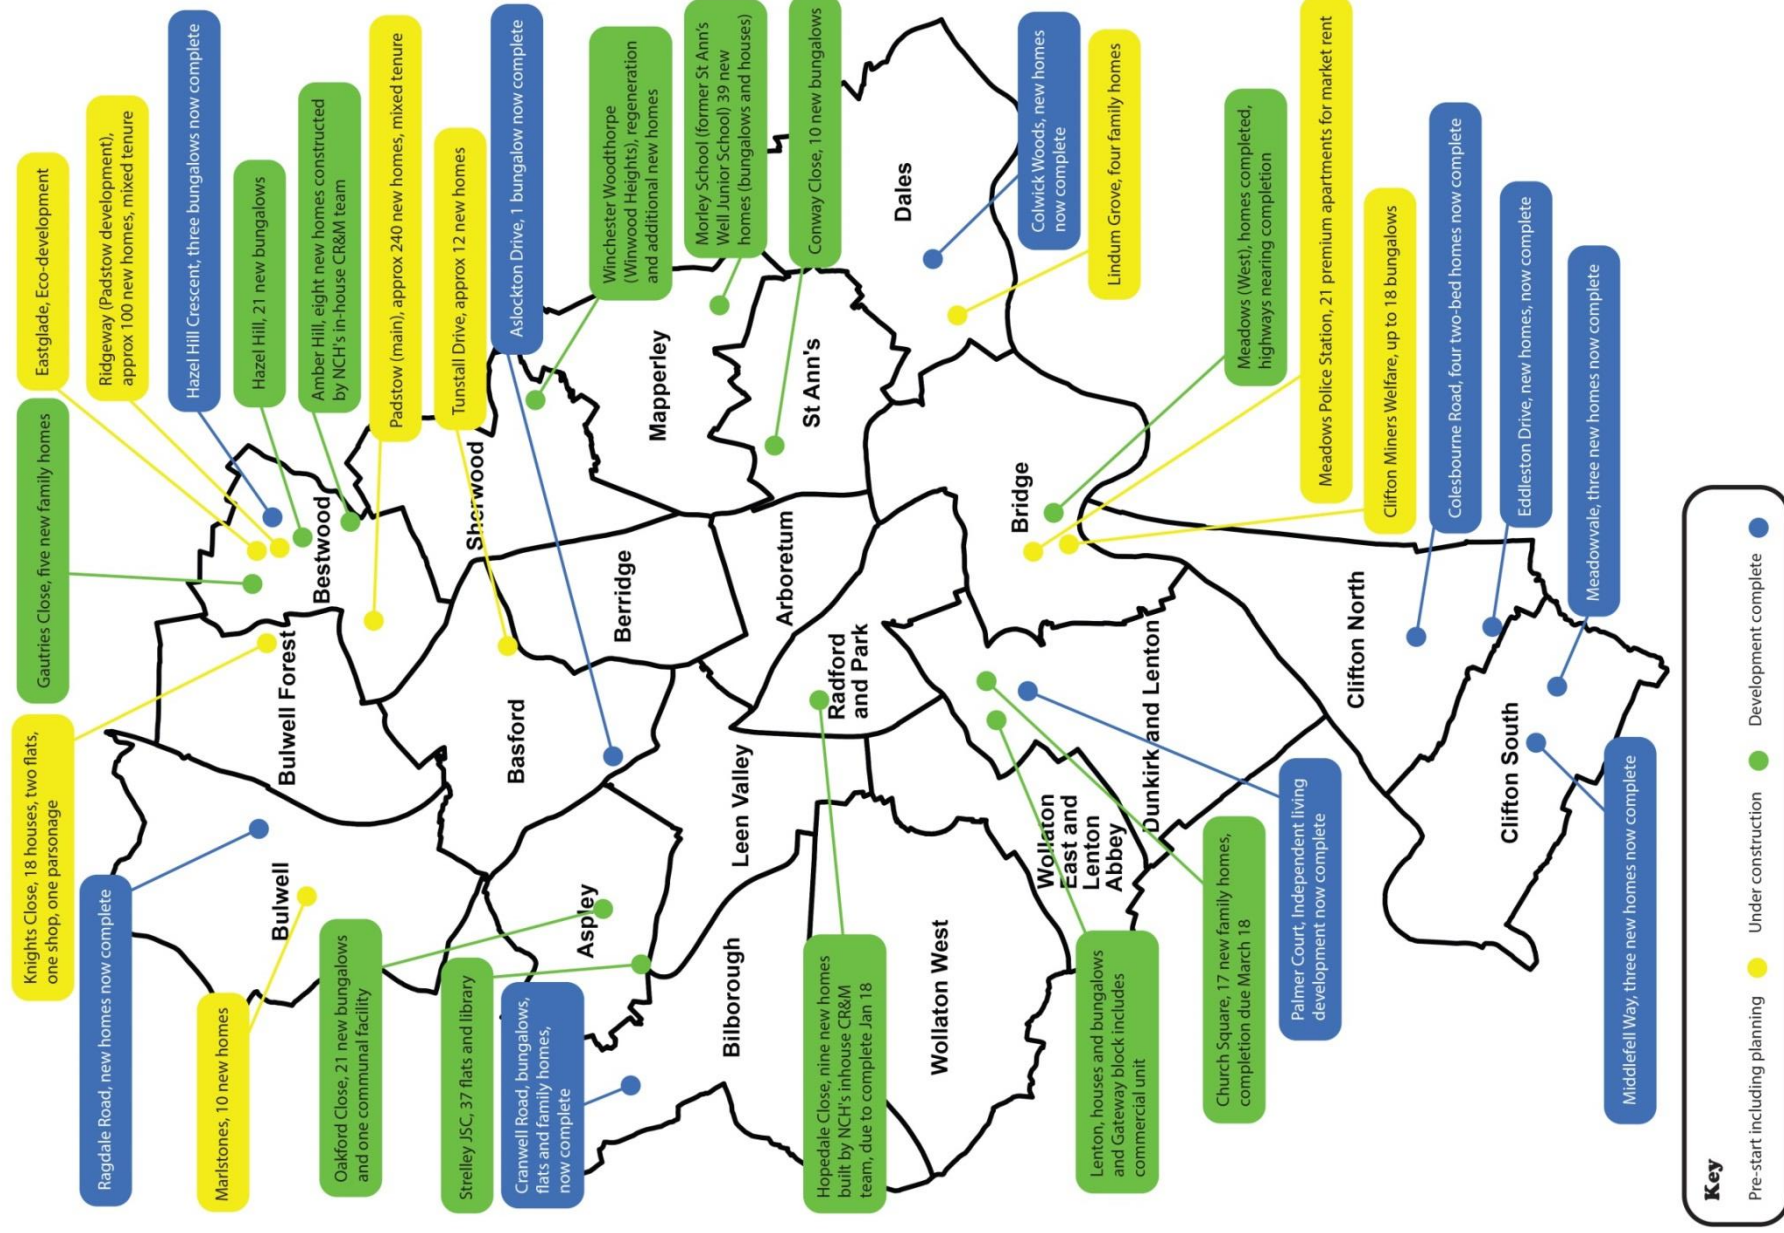 Knights Close, 18 houses, two flats,
one shop, one parsonage
Gautries Close, five new family homes
Eastglade, Eco-development
Ridgeway (Padstow development),
approx 100 new homes, mixed tenure
Hazel Hill Crescent, three bungalows now complete
Hazel Hill, 21 new bungalows
Amber Hill, eight new homes constructed
by NCH's in-house CR&M team
Padstow (main), approx 240 new homes, mixed tenure
Tunstall Drive, approx 12 new homes
Aslockton Drive, 1 bungalow now complete
Winchester Woodthorpe
(Winwood Heights), regeneration
and additional new homes
Morley School (former St Ann's
Well Junior School) 39 new
homes (bungalows and houses)
Conway Close, 10 new bungalows
Colwick Woods, new homes
now complete
Lindum Grove, four family homes
Meadows (West), homes completed,
highways nearing completion
Meadows Police Station, 21 premium apartments for market rent
Clifton Miners Welfare, up to 18 bungalows
Colesbourne Road, four two-bed homes now complete
Eddleston Drive, new homes, now complete
Meadowvale, three new homes now complete
Middlefell Way, three new homes now complete
Palmer Court, Independent living
development now complete
Church Square, 17 new family homes,
completion due March 18
Lenton, houses and bungalows
and Gateway block includes
commercial unit
Hopedale Close, nine new homes
built by NCH's inhouse CR&M
team, due to complete Jan 18
Cranwell Road, bungalows,
flats and family homes,
now complete
Strelley JSC, 37 flats and library
Oakford Close, 21 new bungalows
and one communal facility
Marlstones, 10 new homes
Ragdale Road, new homes now complete
Bulwell
Bulwell Forest
Bestwood
Sherwood
Basford
Berridge
Mapperley
St Ann's
Dales
Aspley
Leen Valley
Arboretum
Radford
and Park
Bridge
Bilborough
Wollaton West
Wollaton
East and
Lenton
Abbey
Dunkirk and Lenton
Clifton North
Clifton South
Key
Pre-start including planning
Under construction
Development complete